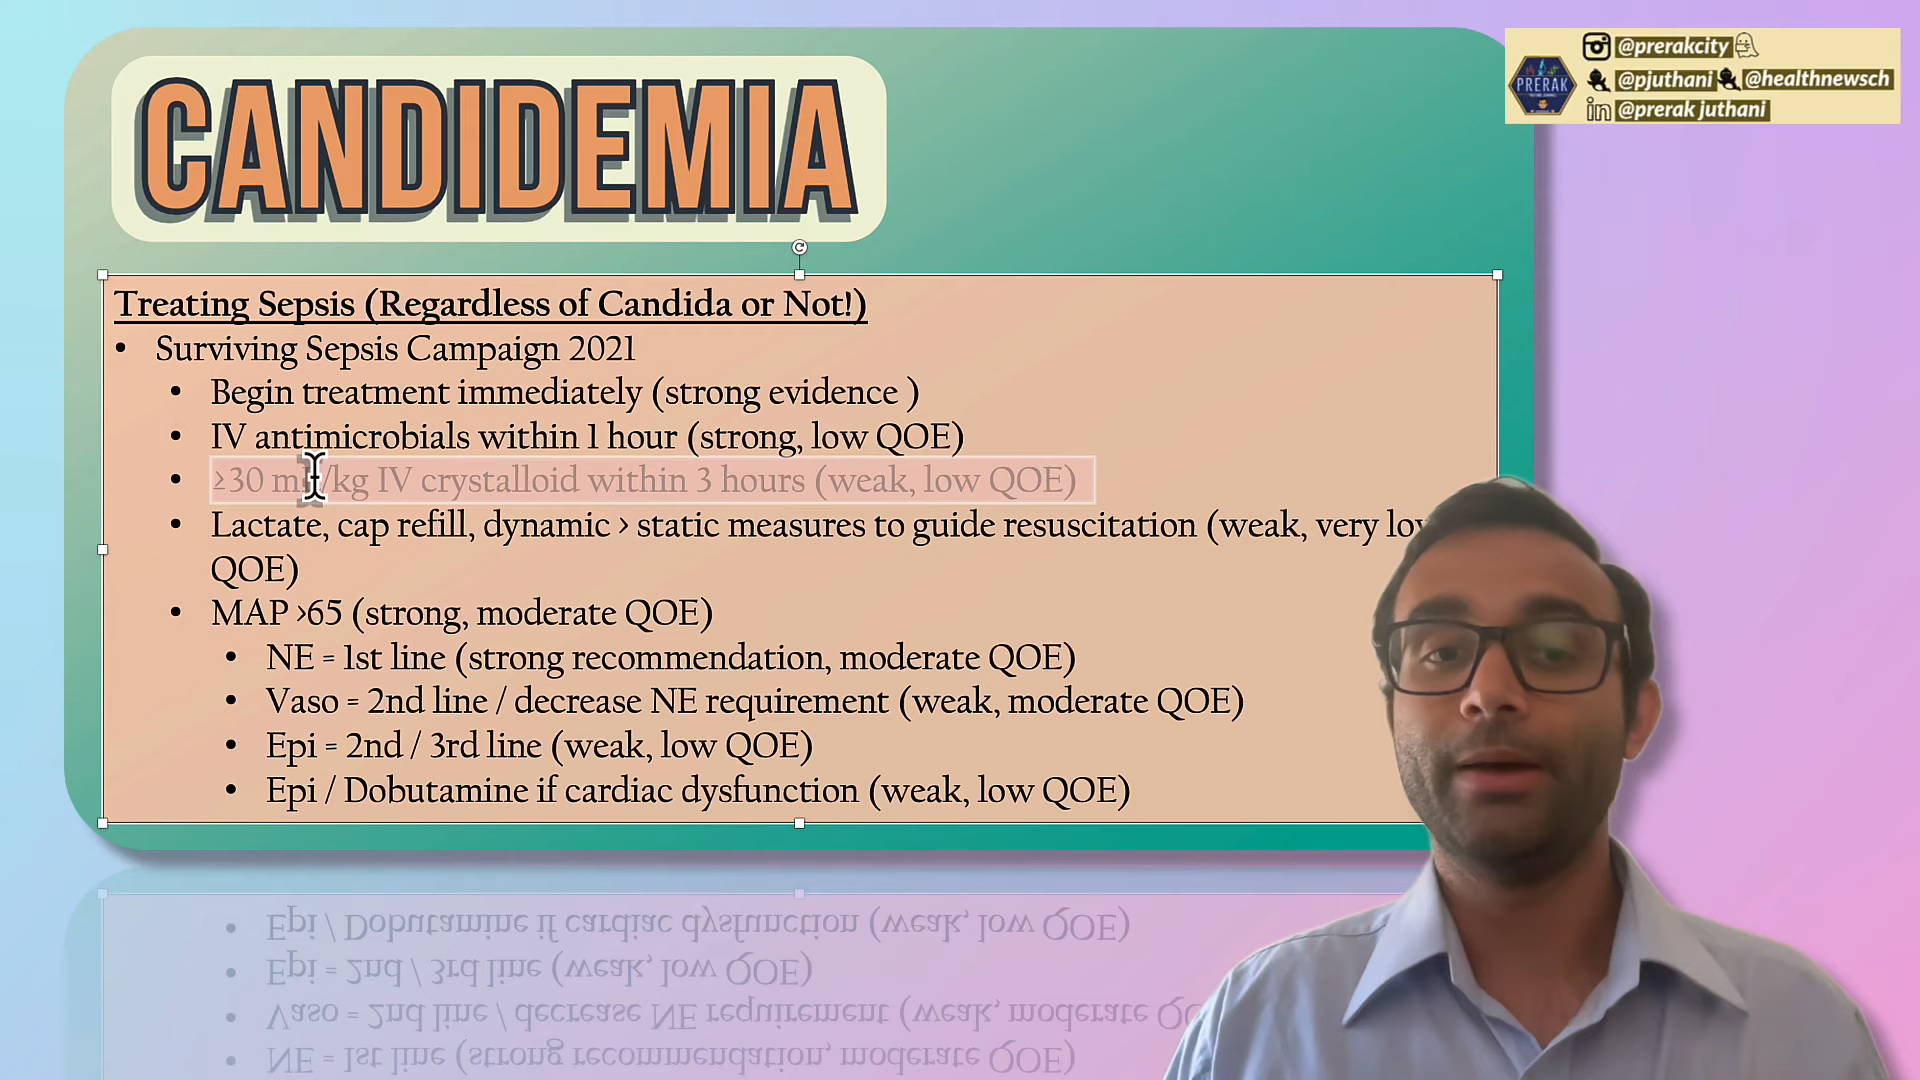 CANDIDEMIA
@prerakcity
PRERAK
@pjuthani @healthnewsch
in @prerak juthani
Treating Sepsis (Regardless of Candida or Not!)
• Surviving Sepsis Campaign 2021
• Begin treatment immediately (strong evidence )
• IV antimicrobials within 1 hour (strong, low QOE)
• ≥30 mL/kg IV crystalloid within 3 hours (weak, low QOE)
• Lactate, cap refill, dynamic > static measures to guide resuscitation (weak, very low
QOE)
• MAP >65 (strong, moderate QOE)
• NE = 1st line (strong recommendation, moderate QOE)
• Vaso = 2nd line / decrease NE requirement (weak, moderate QOE)
• Epi = 2nd / 3rd line (weak, low QOE)
• Epi / Dobutamine if cardiac dysfunction (weak, low QOE)